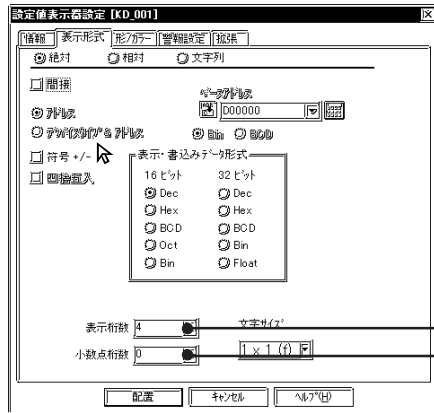 設定値表示器設定 [KD_001]
情報 表示形式 形/カラー 警報設定 拡張
絶対 相対 文字列
間接
ベースアドレス
アドレス D00000
デバイスタイプ & アドレス Bin BCD
符号 +/-
四捨五入
表示・書込みデータ形式
16 ビット 32 ビット
Dec Dec
Hex Hex
BCD BCD
Oct Bin
Bin Float
表示桁数 4 文字サイズ
小数点桁数 0 1 x 1 (f)
配置 キャンセル ヘルプ(H)